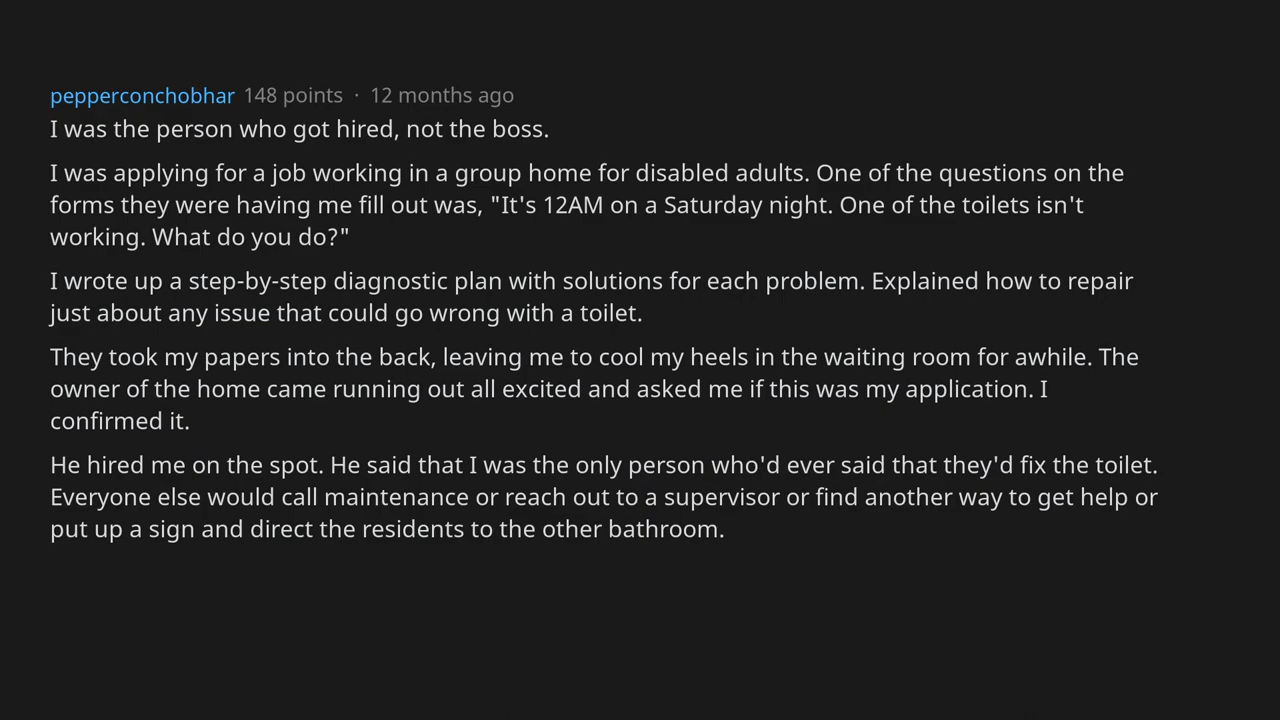 pepperconchobhar 148 points · 12 months ago
I was the person who got hired, not the boss.
I was applying for a job working in a group home for disabled adults. One of the questions on the
forms they were having me fill out was, "It's 12AM on a Saturday night. One of the toilets isn't
working. What do you do?"
I wrote up a step-by-step diagnostic plan with solutions for each problem. Explained how to repair
just about any issue that could go wrong with a toilet.
They took my papers into the back, leaving me to cool my heels in the waiting room for awhile. The
owner of the home came running out all excited and asked me if this was my application. I
confirmed it.
He hired me on the spot. He said that I was the only person who'd ever said that they'd fix the toilet.
Everyone else would call maintenance or reach out to a supervisor or find another way to get help or
put up a sign and direct the residents to the other bathroom.